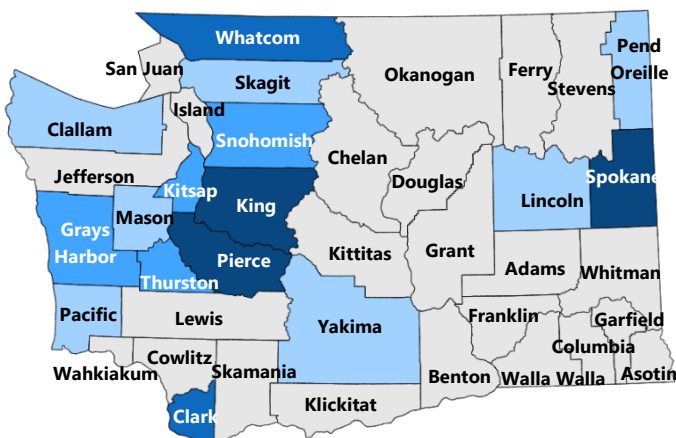 Whatcom
San Juan
Skagit
Okanogan
Ferry
Stevens
Pend
Oreille
Island
Clallam
Snohomish
Chelan
Jefferson
Kitsap
Douglas
Spokane
Mason
King
Lincoln
Grays
Harbor
Pierce
Kittitas
Grant
Adams
Whitman
Thurston
Pacific
Lewis
Yakima
Franklin
Garfield
Columbia
Wahkiakum
Cowlitz
Skamania
Benton
Walla Walla
Asotin
Clark
Klickitat